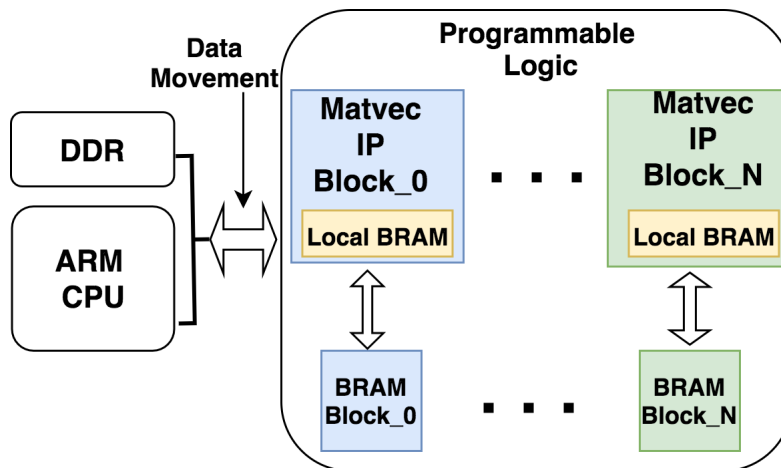 Data
Movement
DDR
ARM
CPU
Programmable
Logic
Matvec
IP
Block_0
Local BRAM
. . .
Matvec
IP
Block_N
Local BRAM
BRAM
Block_0
. . .
BRAM
Block_N